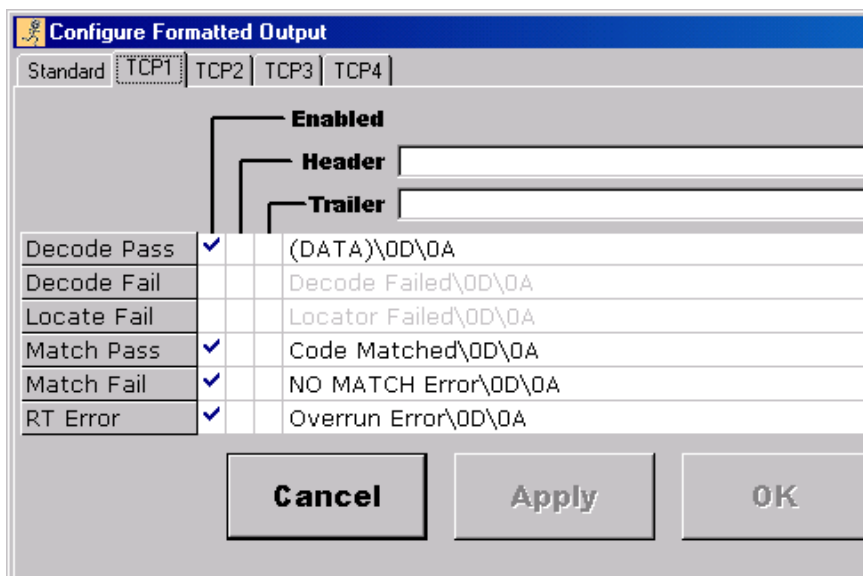 Configure Formatted Output
Standard TCP1 TCP2 TCP3 TCP4
Enabled
Header
Trailer
Decode Pass (DATA)\0D\0A
Decode Fail Decode Failed\0D\0A
Locate Fail Locator Failed\0D\0A
Match Pass Code Matched\0D\0A
Match Fail NO MATCH Error\0D\0A
RT Error Overrun Error\0D\0A
Cancel Apply OK